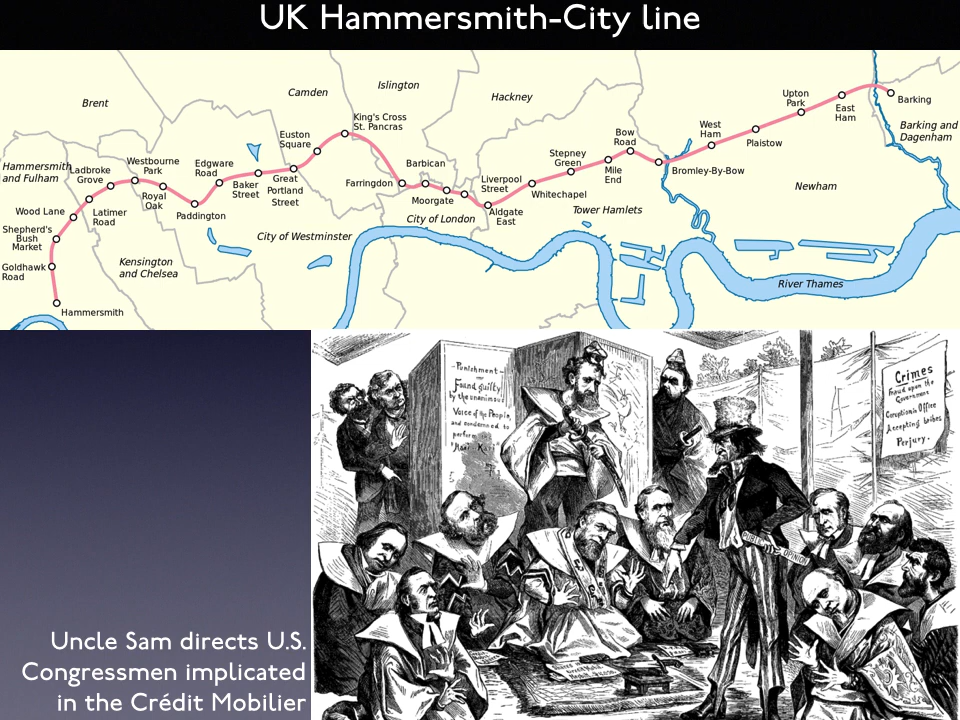 UK Hammersmith-City line
Brent
Camden
Islington
Hackney
Hammersmith
and Fulham
Ladbroke
Grove
Westbourne
Park
Edgware
Road
Euston
Square
King's Cross
St. Pancras
Barbican
Farringdon
Moorgate
Liverpool
Street
Stepney
Green
Bow
Road
West
Ham
Upton
Park
East
Ham
Barking
Barking and
Dagenham
Plaistow
Bromley-By-Bow
Newham
Mile
End
Whitechapel
Aldgate
East
Tower Hamlets
City of London
Great
Portland
Street
Baker
Street
Royal
Oak
Paddington
City of Westminster
Wood Lane
Latimer
Road
Shepherd's
Bush
Market
Goldhawk
Road
Kensington
and Chelsea
Hammersmith
River Thames
Punishment
Found guilty
by the unanimous
Voice of the People,
and condemned to
perform
Crimes
Fraud upon the
Government
Corruption in Office
Accepting bribes
Perjury.
PUBLIC OPINION
Uncle Sam directs U.S.
Congressmen implicated
in the Crédit Mobilier